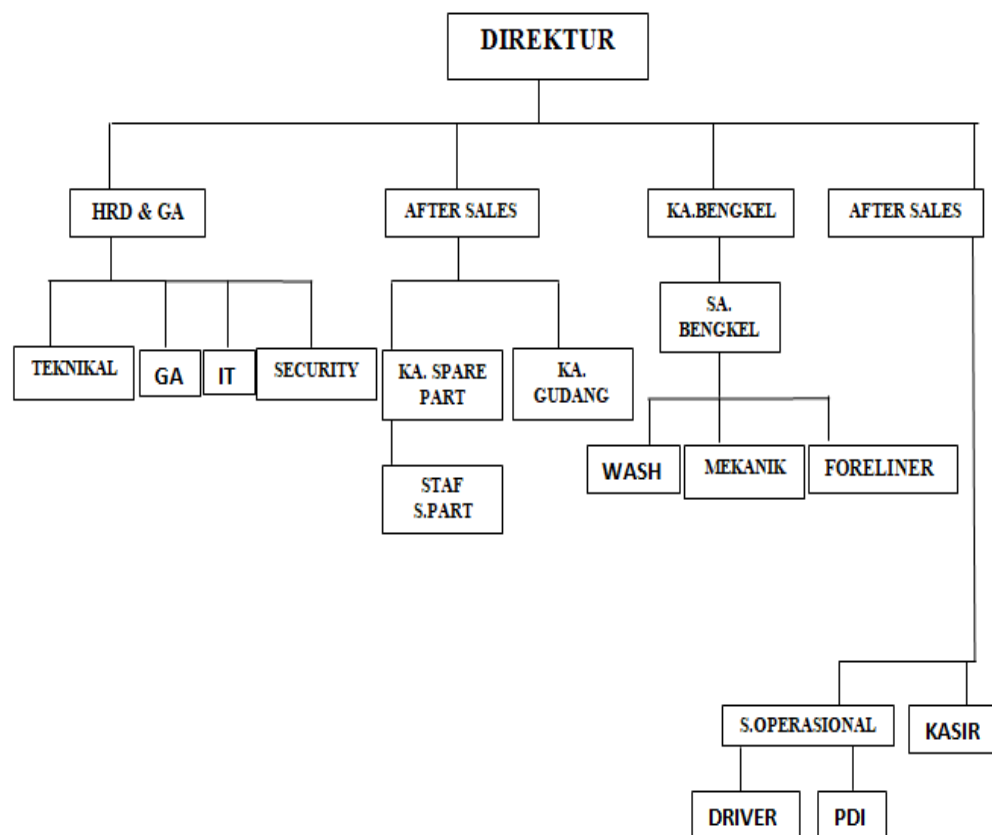 DIREKTUR
HRD & GA
AFTER SALES
KA.BENGKEL
AFTER SALES
SA.
BENGKEL
TEKNIKAL
GA
IT
SECURITY
KA. SPARE
PART
KA.
GUDANG
WASH
MEKANIK
FORELINER
STAF
S.PART
S.OPERASIONAL
KASIR
DRIVER
PDI